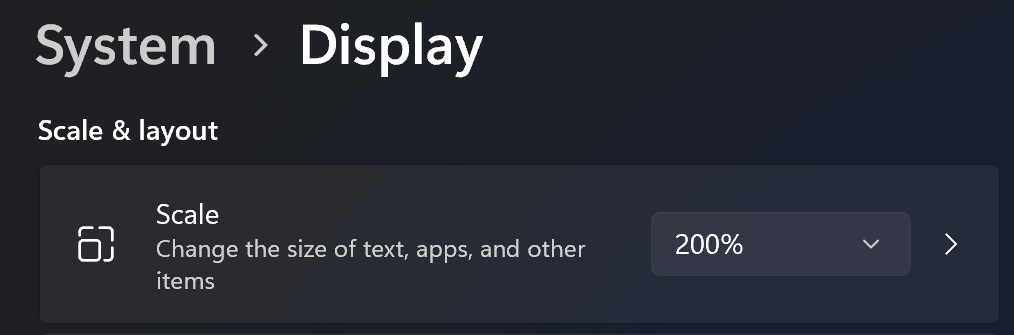 System > Display
Scale & layout
Scale
Change the size of text, apps, and other
items
200%